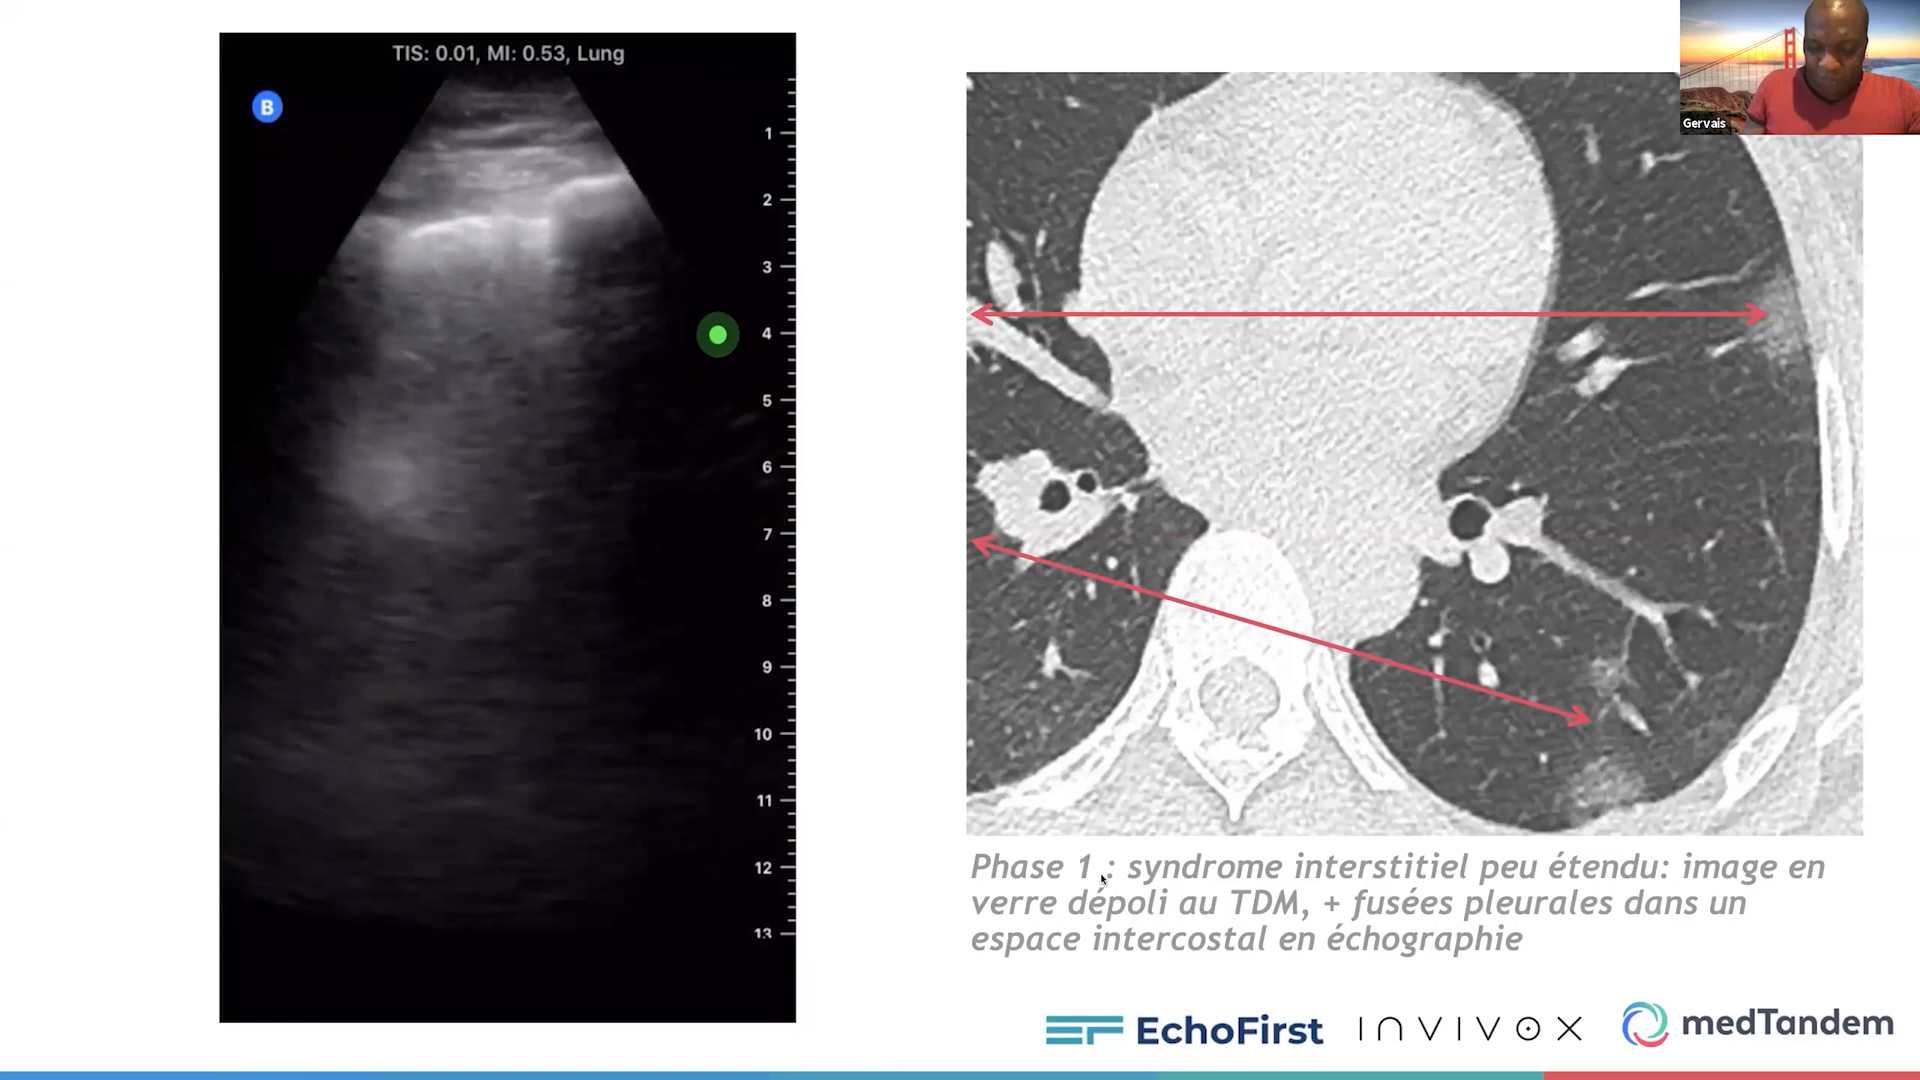 TIS: 0.01, MI: 0.53, Lung
B
1
2
3
4
5
6
7
8
9
10
11
12
13
Gervais
Phase 1 : syndrome interstitiel peu étendu: image en
verre dépoli au TDM, + fusées pleurales dans un
espace intercostal en échographie
EchoFirst
INVIVOX
medTandem